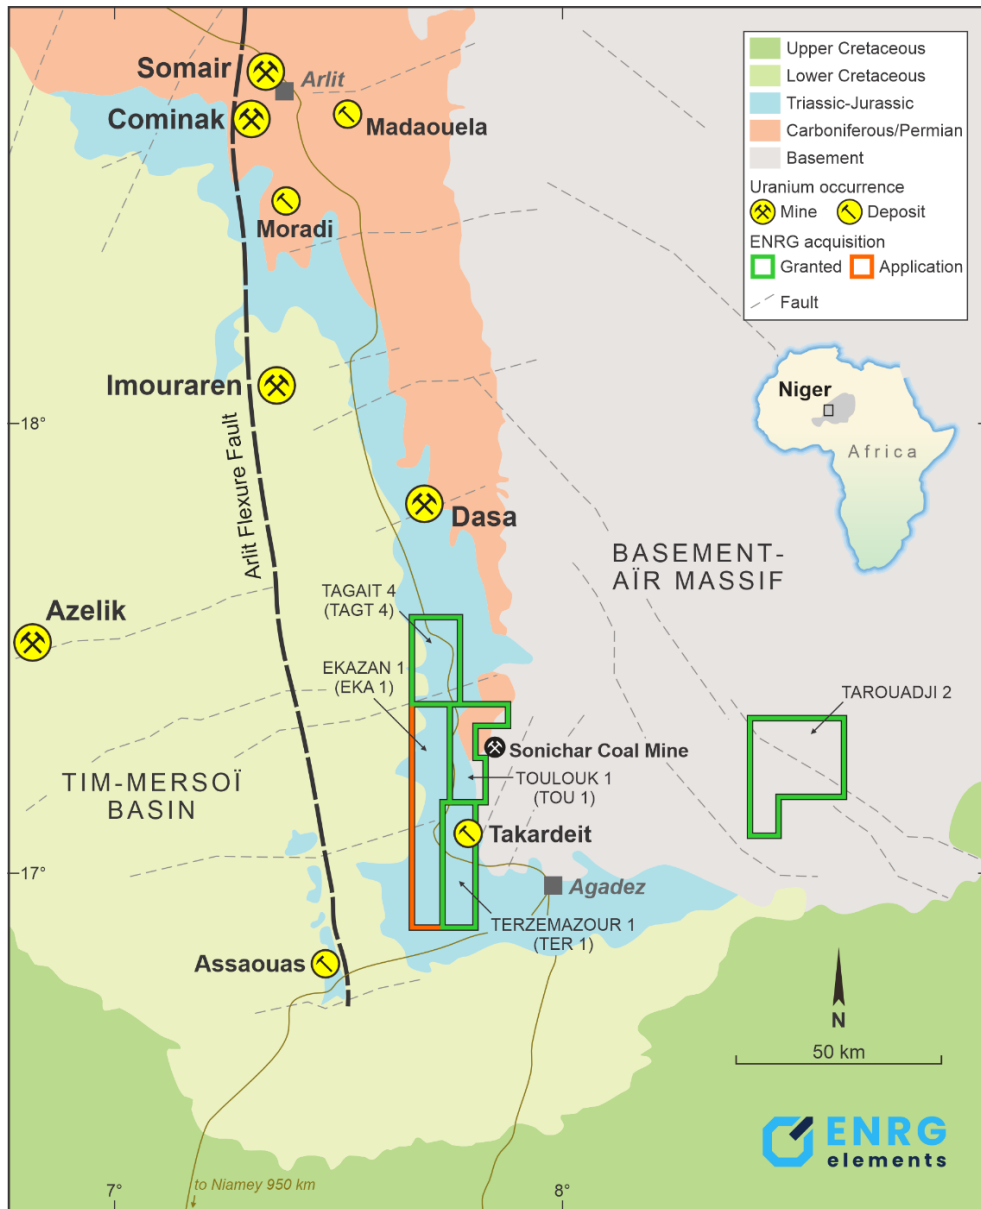 Upper Cretaceous
Lower Cretaceous
Triassic-Jurassic
Carboniferous/Permian
Basement
Uranium occurrence
Mine
Deposit
ENRG acquisition
Granted
Application
Fault
Somair
Arlit
Cominak
Madaouela
Moradi
Imouraren
Niger
Africa
18°
Arlit Flexure Fault
Dasa
BASEMENT-
AÏR MASSIF
TAGAIT 4
(TAGT 4)
Azelik
EKAZAN 1
(EKA 1)
TAROUADJI 2
Sonichar Coal Mine
TIM-MERSOÏ
BASIN
TOULOUK 1
(TOU 1)
Takardeit
17°
Agadez
TERZEMAZOUR 1
(TER 1)
Assaouas
N
50 km
ENRG
elements
to Niamey 950 km
7°
8°